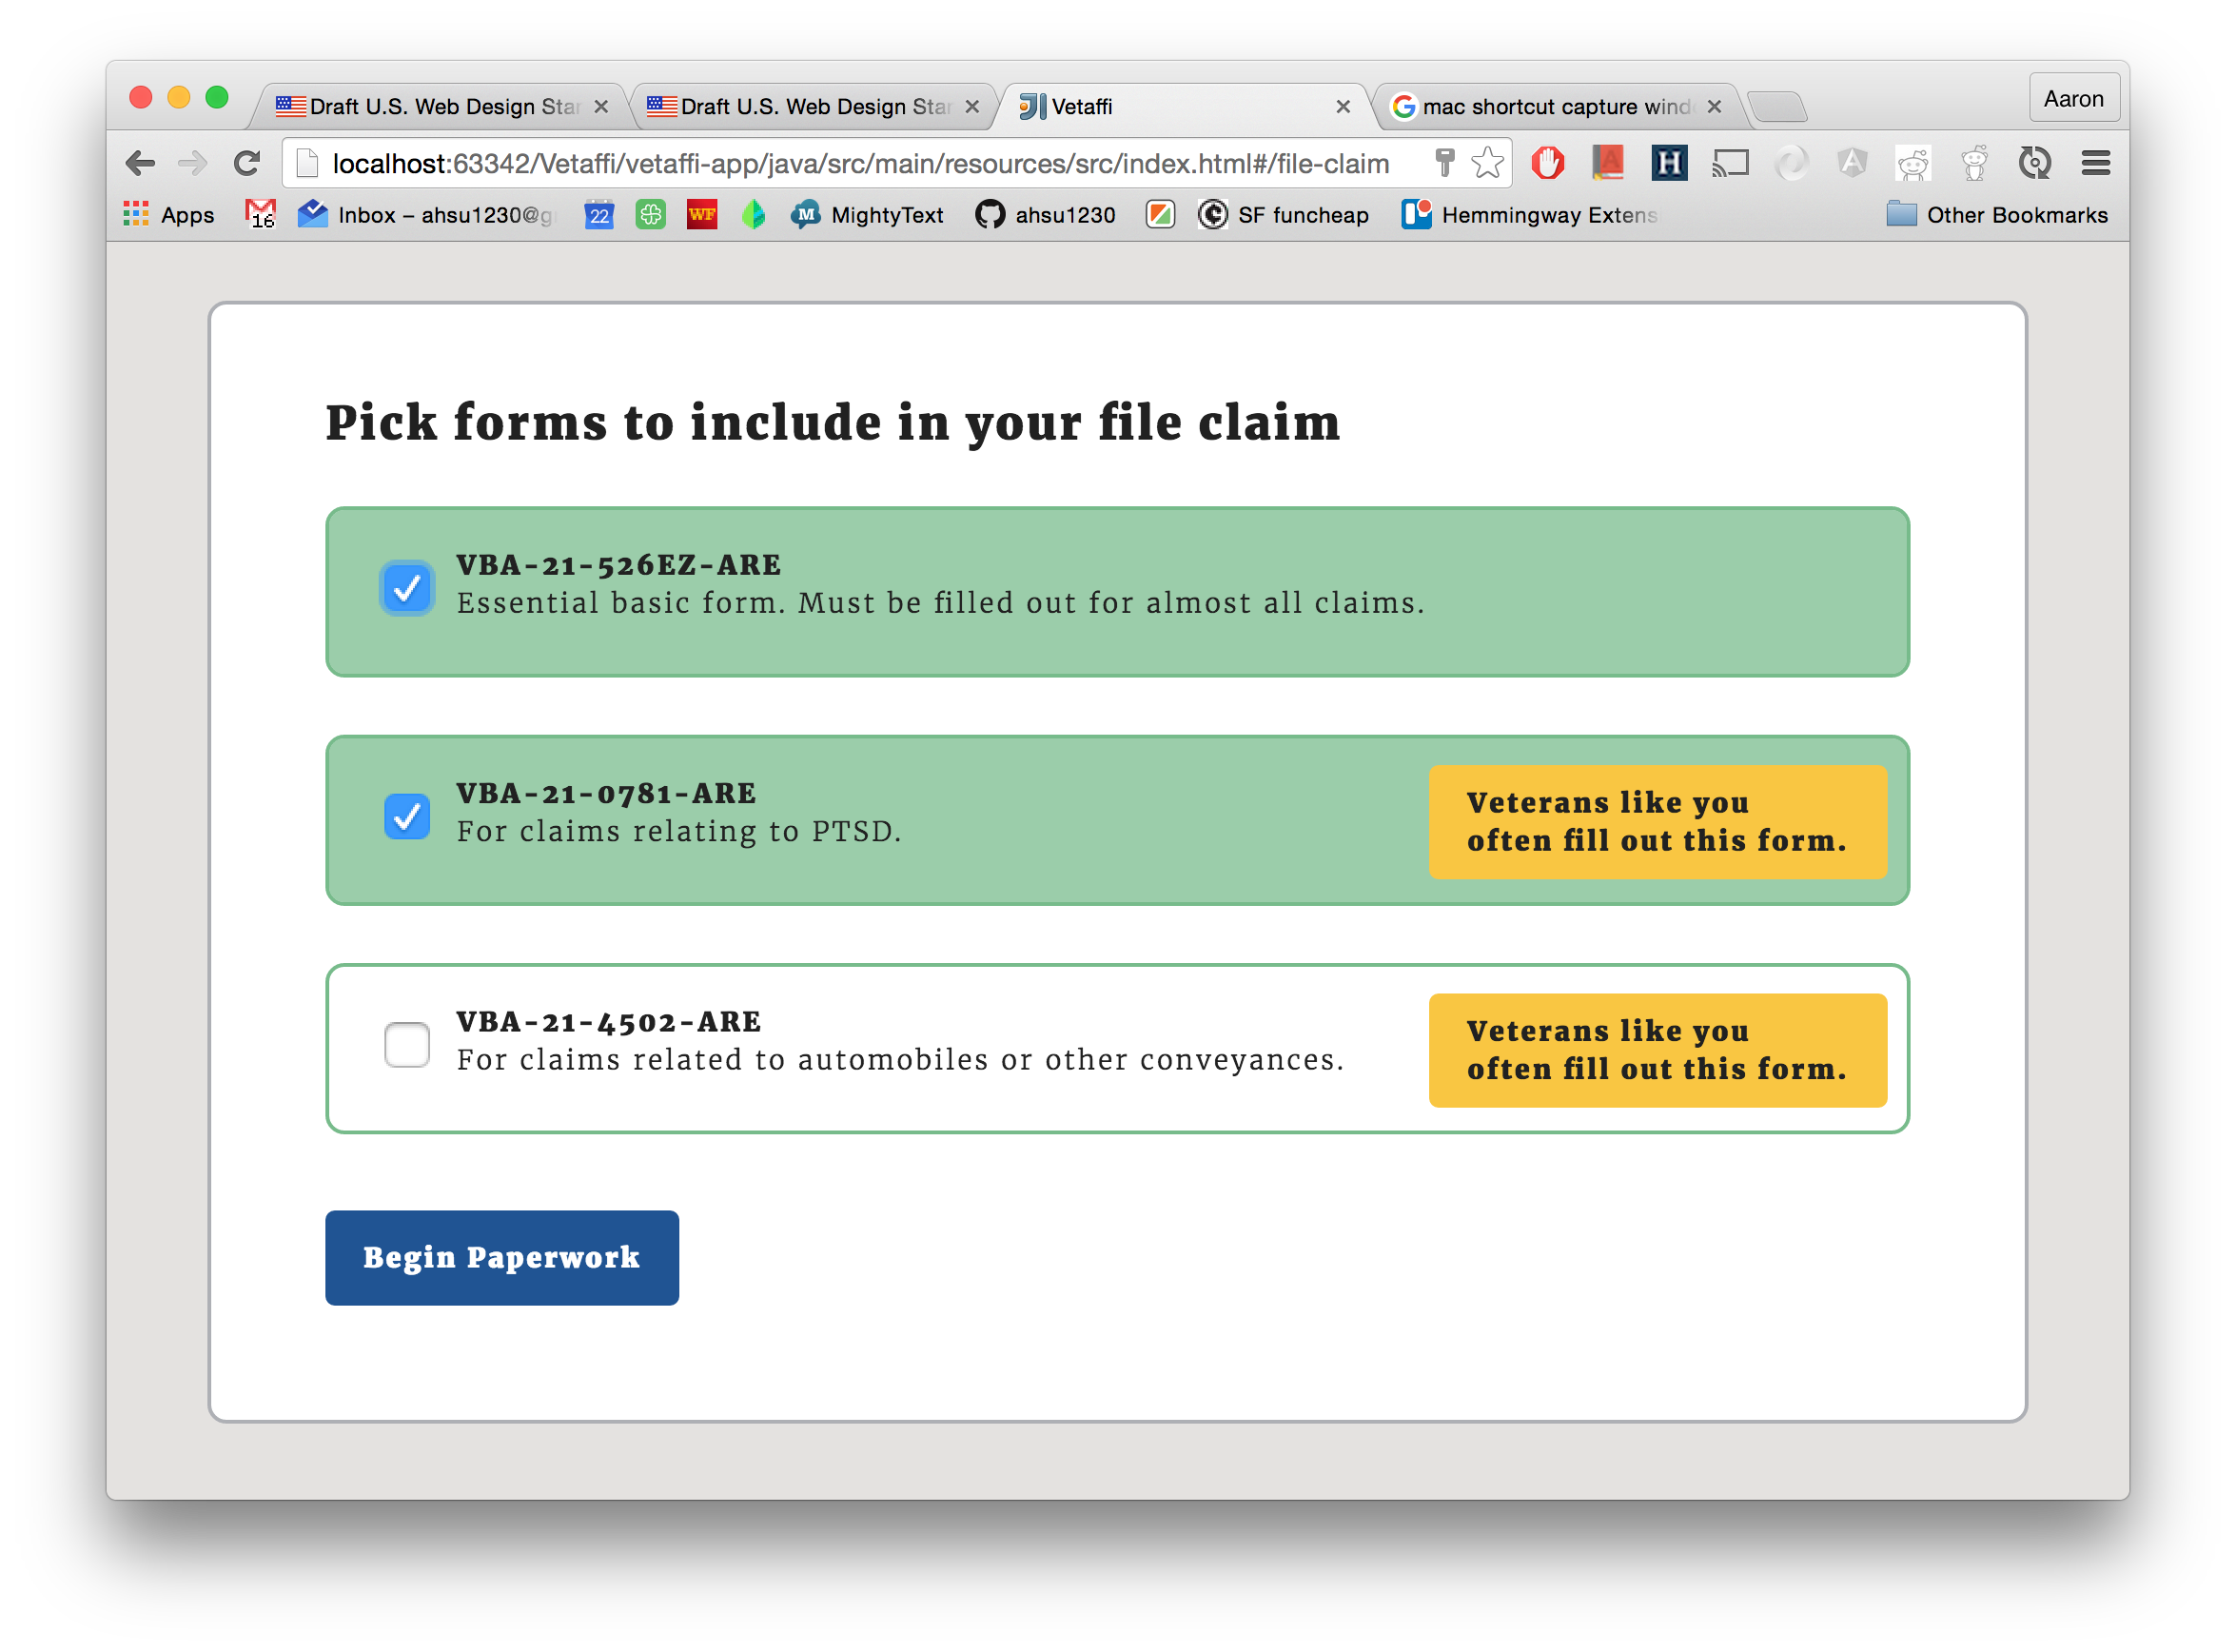 Draft U.S. Web Design Star
Draft U.S. Web Design Star
Vetaffi
mac shortcut capture wind
Aaron
localhost:63342/Vetaffi/vetaffi-app/java/src/main/resources/src/index.html#/file-claim
A
H
Apps
16
Inbox – ahsu1230@g
22
WF
M
MightyText
ahsu1230
SF funcheap
Hemmingway Extens
Other Bookmarks
Pick forms to include in your file claim
VBA-21-526EZ-ARE
Essential basic form. Must be filled out for almost all claims.
VBA-21-0781-ARE
For claims relating to PTSD.
Veterans like you
often fill out this form.
VBA-21-4502-ARE
For claims related to automobiles or other conveyances.
Veterans like you
often fill out this form.
Begin Paperwork